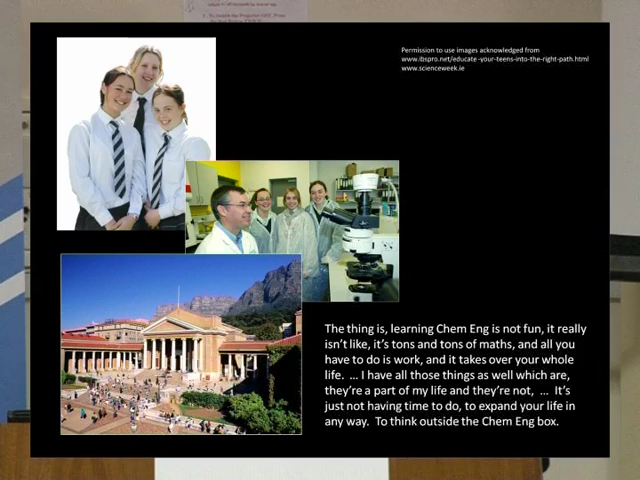 Permission to use images acknowledged from
www.ibspro.net/educate-your-teens-into-the-right-path.html
www.scienceweek.ie
The thing is, learning Chem Eng is not fun, it really
isn't like, it's tons and tons of maths, and all you
have to do is work, and it takes over your whole
life. ... I have all those things as well which are,
they're a part of my life and they're not, ... It's
just not having time to do, to expand your life in
any way. To think outside the Chem Eng box.